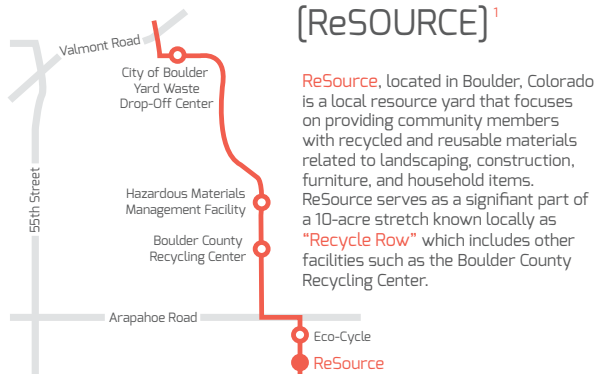 [ReSOURCE]¹
Valmont Road
City of Boulder
Yard Waste
Drop-Off Center
55th Street
Hazardous Materials
Management Facility
Boulder County
Recycling Center
Arapahoe Road
Eco-Cycle
ReSource
ReSource, located in Boulder, Colorado
is a local resource yard that focuses
on providing community members
with recycled and reusable materials
related to landscaping, construction,
furniture, and household items.
ReSource serves as a signifiant part of
a 10-acre stretch known locally as
“Recycle Row” which includes other
facilities such as the Boulder County
Recycling Center.